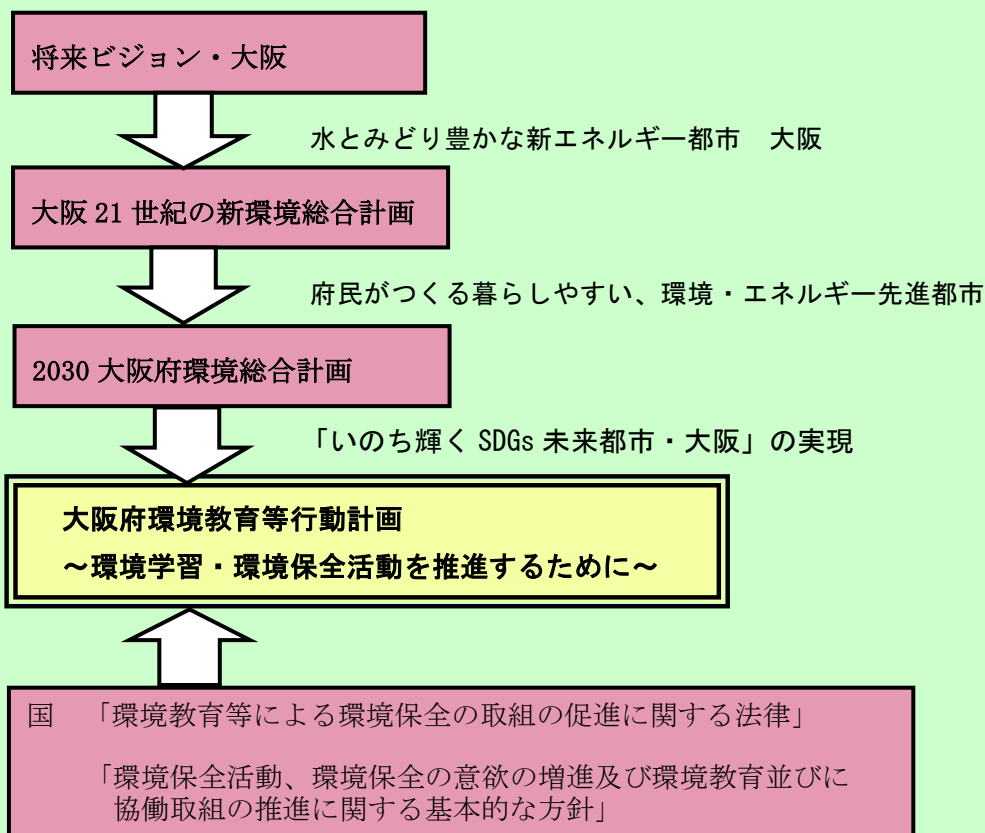 将来ビジョン・大阪
水とみどり豊かな新エネルギー都市　大阪
大阪 21 世紀の新環境総合計画
府民がつくる暮らしやすい、環境・エネルギー先進都市
2030 大阪府環境総合計画
「いのち輝く SDGs 未来都市・大阪」の実現
大阪府環境教育等行動計画
～環境学習・環境保全活動を推進するために～
国　「環境教育等による環境保全の取組の促進に関する法律」
「環境保全活動、環境保全の意欲の増進及び環境教育並びに
協働取組の推進に関する基本的な方針」